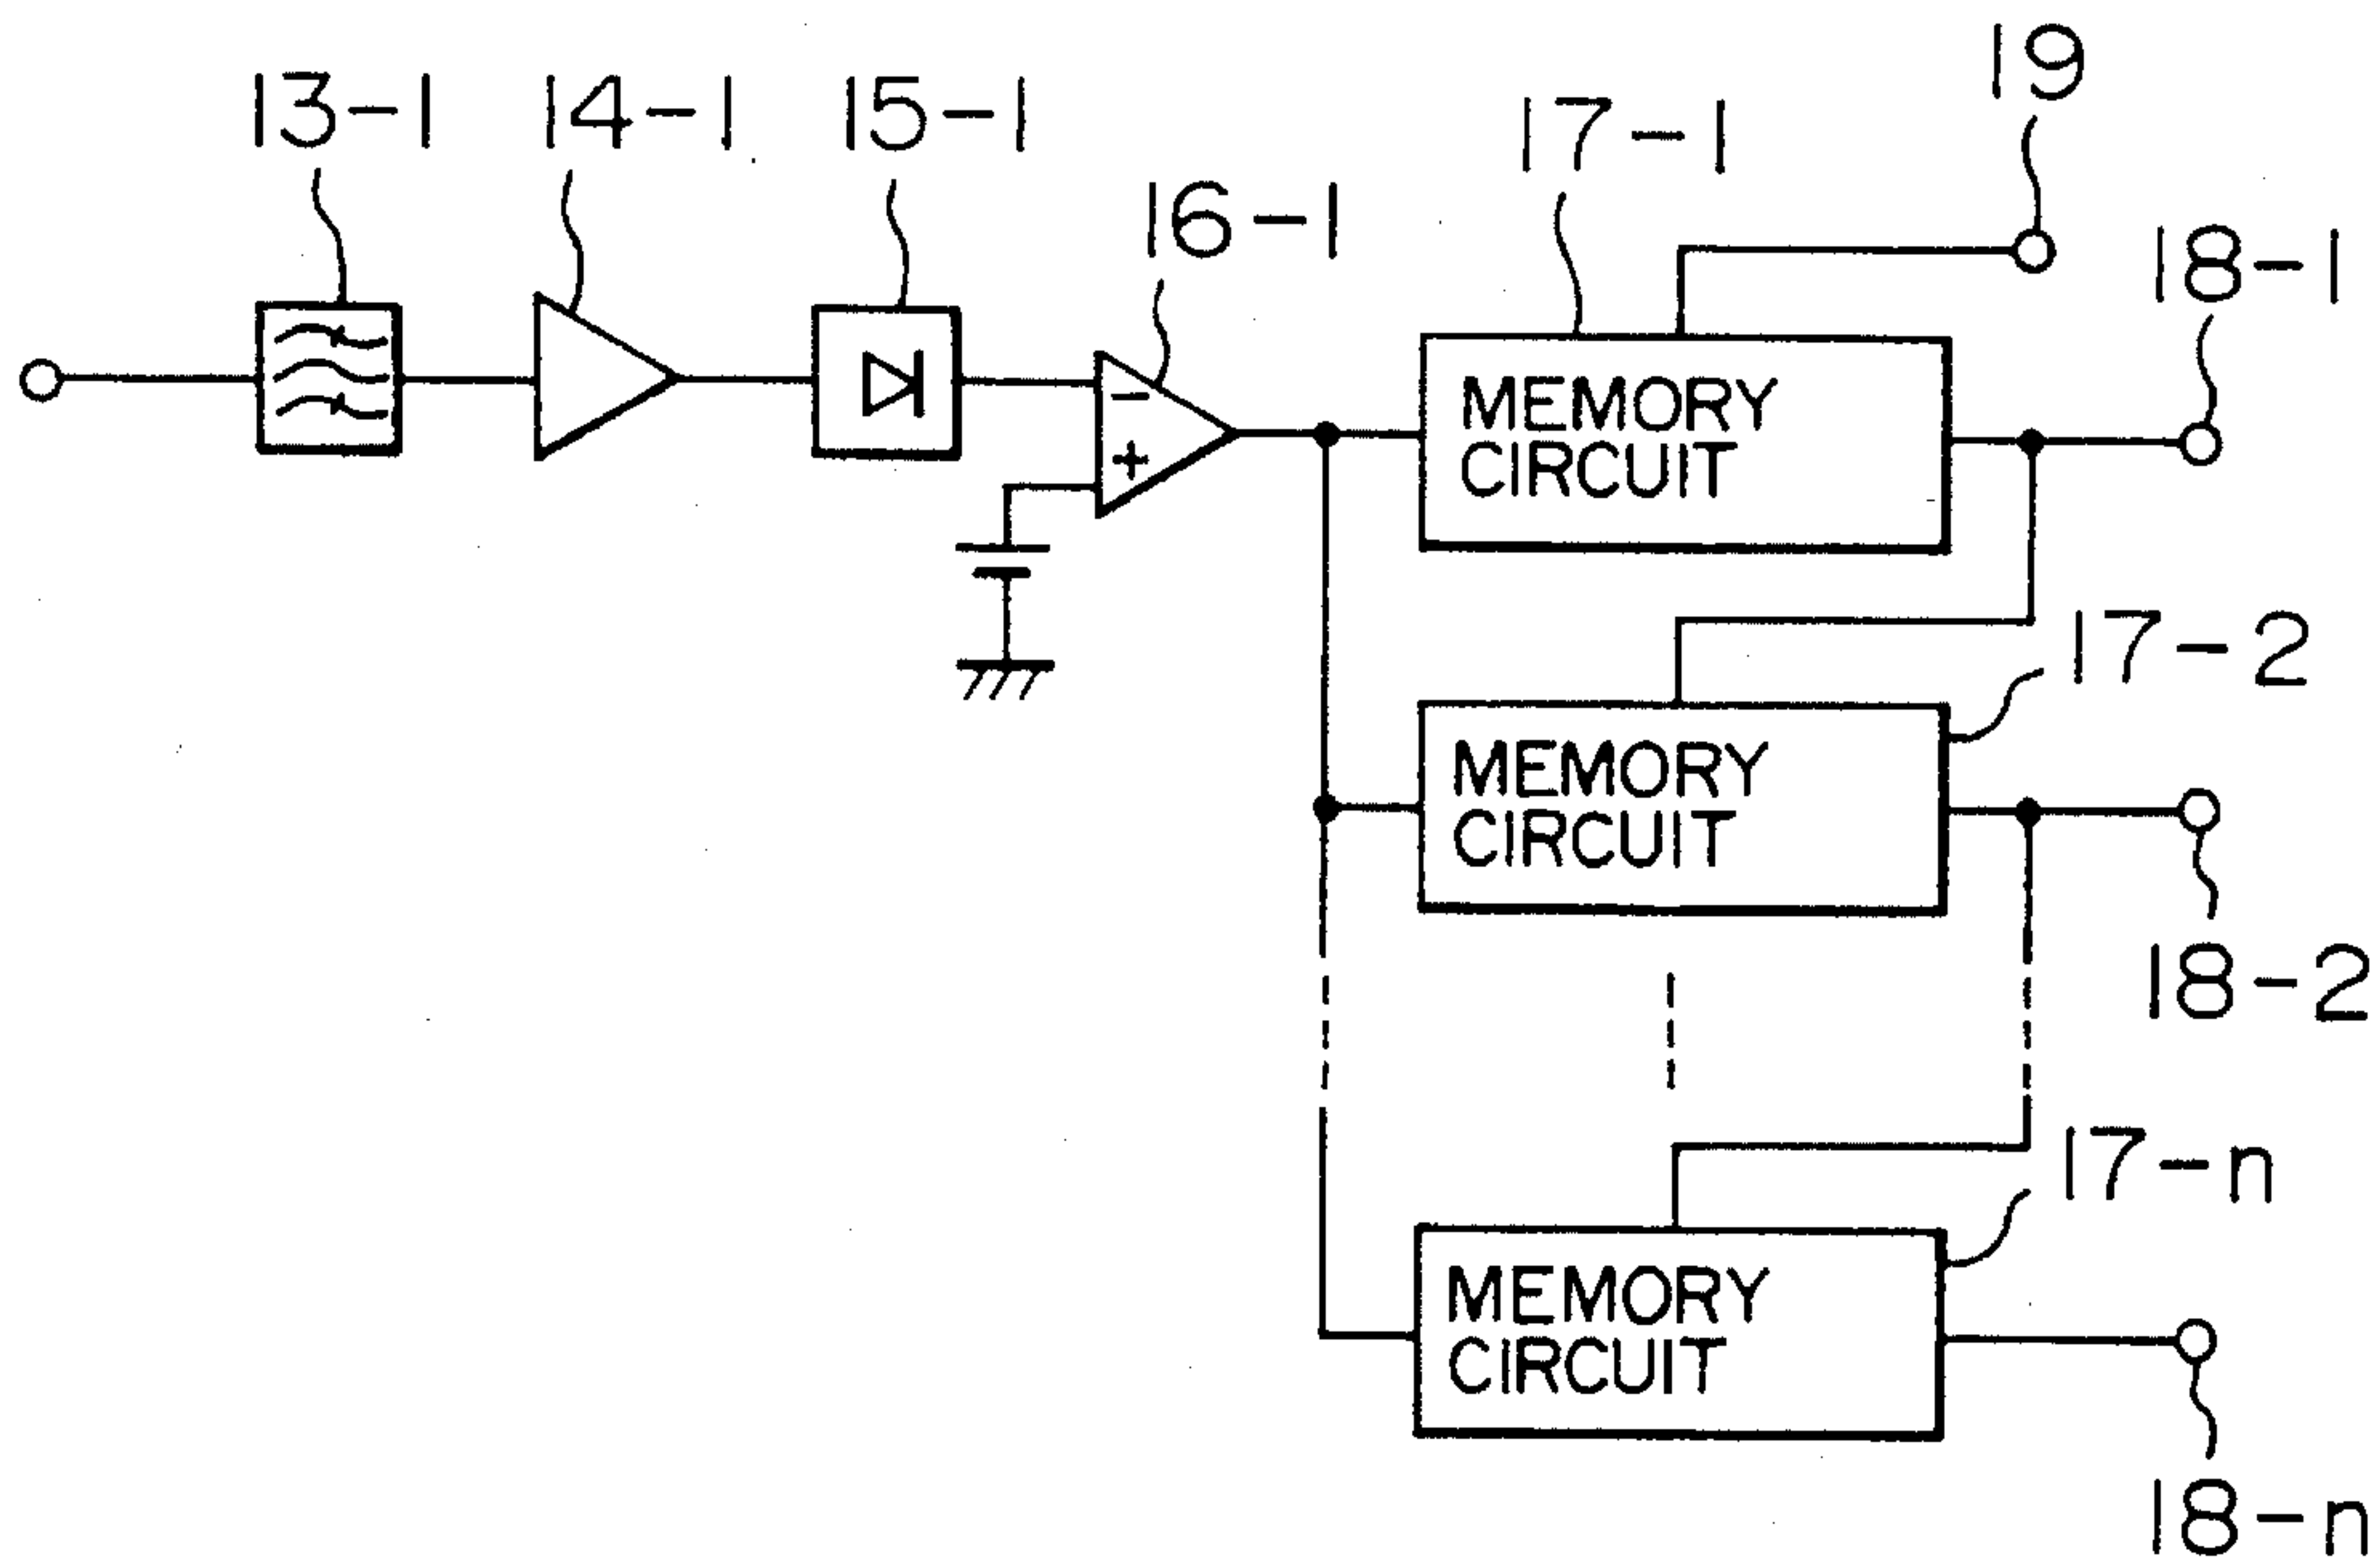 19
13-1
14-1
15-1
17-1
16-1
18-1
MEMORY
CIRCUIT
17-2
MEMORY
CIRCUIT
18-2
17-n
MEMORY
CIRCUIT
18-n